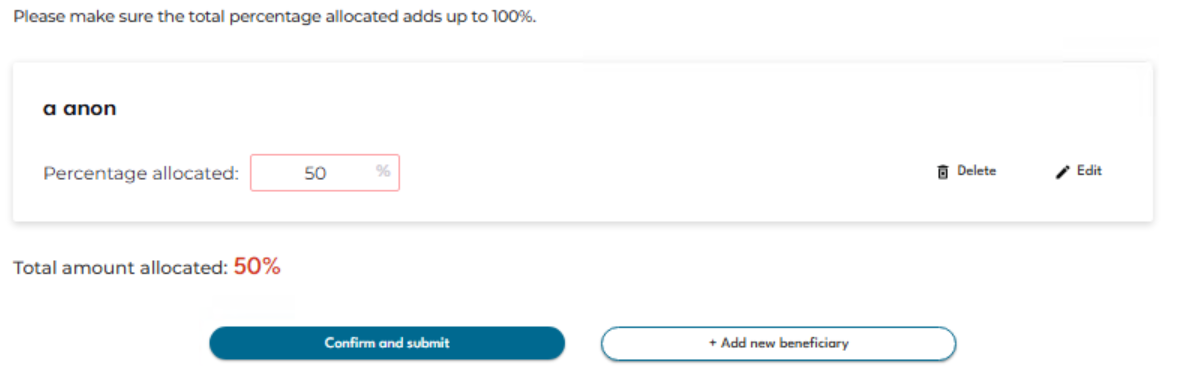 Please make sure the total percentage allocated adds up to 100%.
a anon
Percentage allocated: 50 %
Delete
Edit
Total amount allocated: 50%
Confirm and submit
+ Add new beneficiary